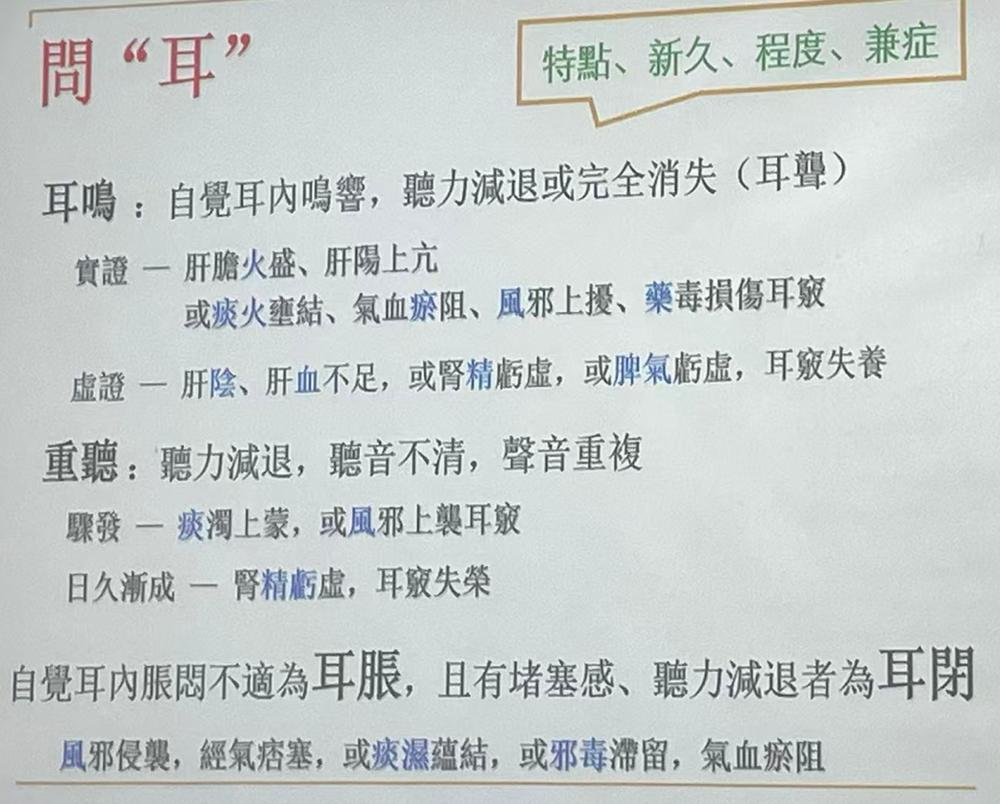 問“耳”
特點、新久、程度、兼症
耳鳴：自覺耳內鳴響，聽力減退或完全消失（耳聾）
實證 — 肝膽火盛、肝陽上亢
或痰火壅結、氣血瘀阻、風邪上擾、藥毒損傷耳竅
虛證 — 肝陰、肝血不足，或腎精虧虛，或脾氣虧虛，耳竅失養
重聽：聽力減退，聽音不清，聲音重複
驟發 — 痰濁上蒙，或風邪上襲耳竅
日久漸成 — 腎精虧虛，耳竅失榮
自覺耳內脹悶不適為耳脹，且有堵塞感、聽力減退者為耳閉
風邪侵襲，經氣痞塞，或痰濕蘊結，或邪毒滯留，氣血瘀阻